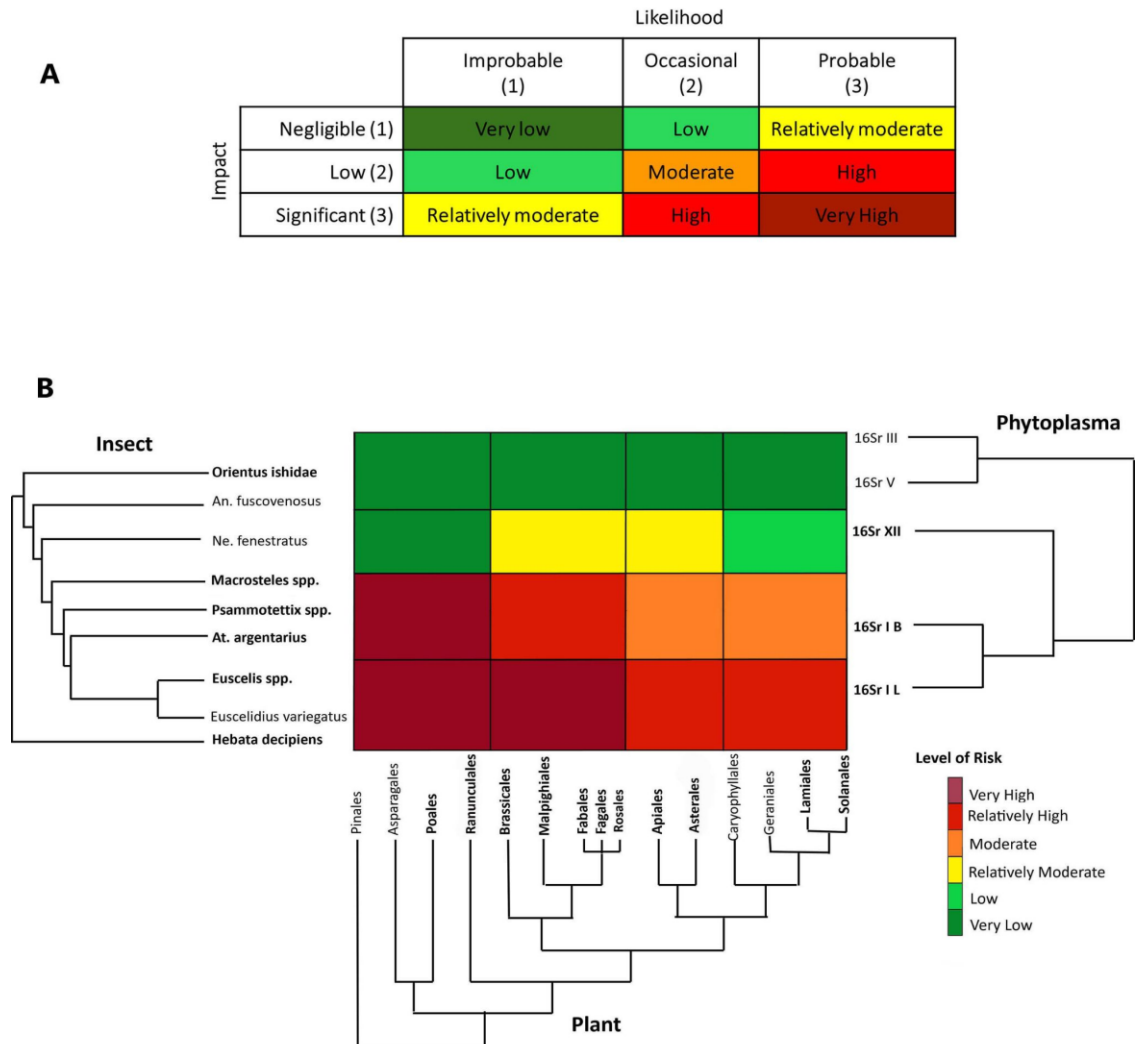 Likelihood
A
Improbable
(1)
Occasional
(2)
Probable
(3)
Impact
Negligible (1)
Very low
Low
Relatively moderate
Low (2)
Low
Moderate
High
Significant (3)
Relatively moderate
High
Very High
B
Insect
Orientus ishidae
An. fuscovenosus
Ne. fenestratus
Macrosteles spp.
Psammotettix spp.
At. argentarius
Euscelis spp.
Euscelidius variegatus
Hebata decipiens
Phytoplasma
16Sr III
16Sr V
16Sr XII
16Sr I B
16Sr I L
Pinales
Asparagales
Poales
Ranunculales
Brassicales
Malpighiales
Fabales
Fagales
Rosales
Apiales
Asterales
Caryophyllales
Geraniales
Lamiales
Solanales
Plant
Level of Risk
Very High
Relatively High
Moderate
Relatively Moderate
Low
Very Low